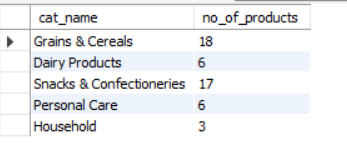 cat_name no_of_products
Grains & Cereals 18
Dairy Products 6
Snacks & Confectioneries 17
Personal Care 6
Household 3